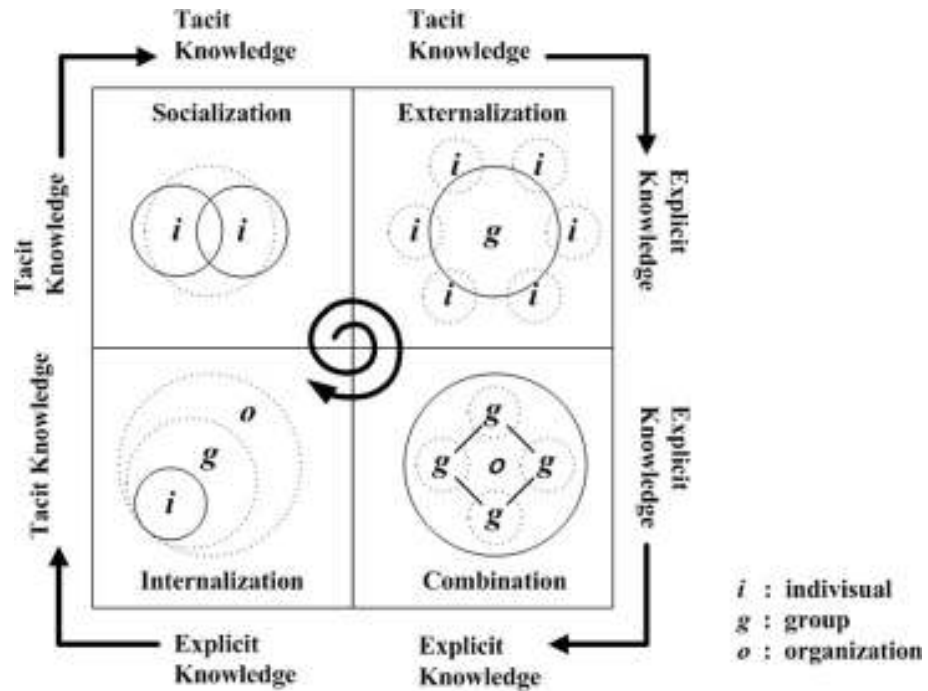 Tacit
Knowledge
Tacit
Knowledge
Socialization
Externalization
i
i
i
i
i
g
i
i
i
Tacit
Knowledge
Explicit
Knowledge
o
g
i
g
g
o
g
g
Tacit Knowledge
Explicit
Knowledge
Internalization
Combination
Explicit
Knowledge
Explicit
Knowledge
i : indivisual
g : group
o : organization